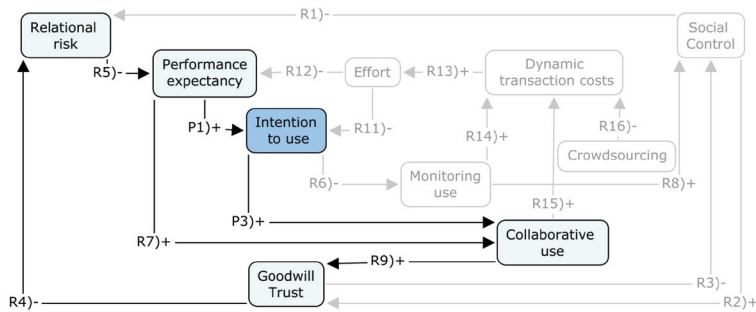 R1)-
Relational
risk
Social
Control
R5)-
Performance
expectancy
R12)-
Effort
R13)+
Dynamic
transaction costs
P1)+
Intention
to use
R11)-
R14)+
R16)-
Crowdsourcing
R6)-
Monitoring
use
R8)+
P3)+
R15)+
R7)+
Collaborative
use
R9)+
Goodwill
Trust
R3)-
R4)-
R2)+